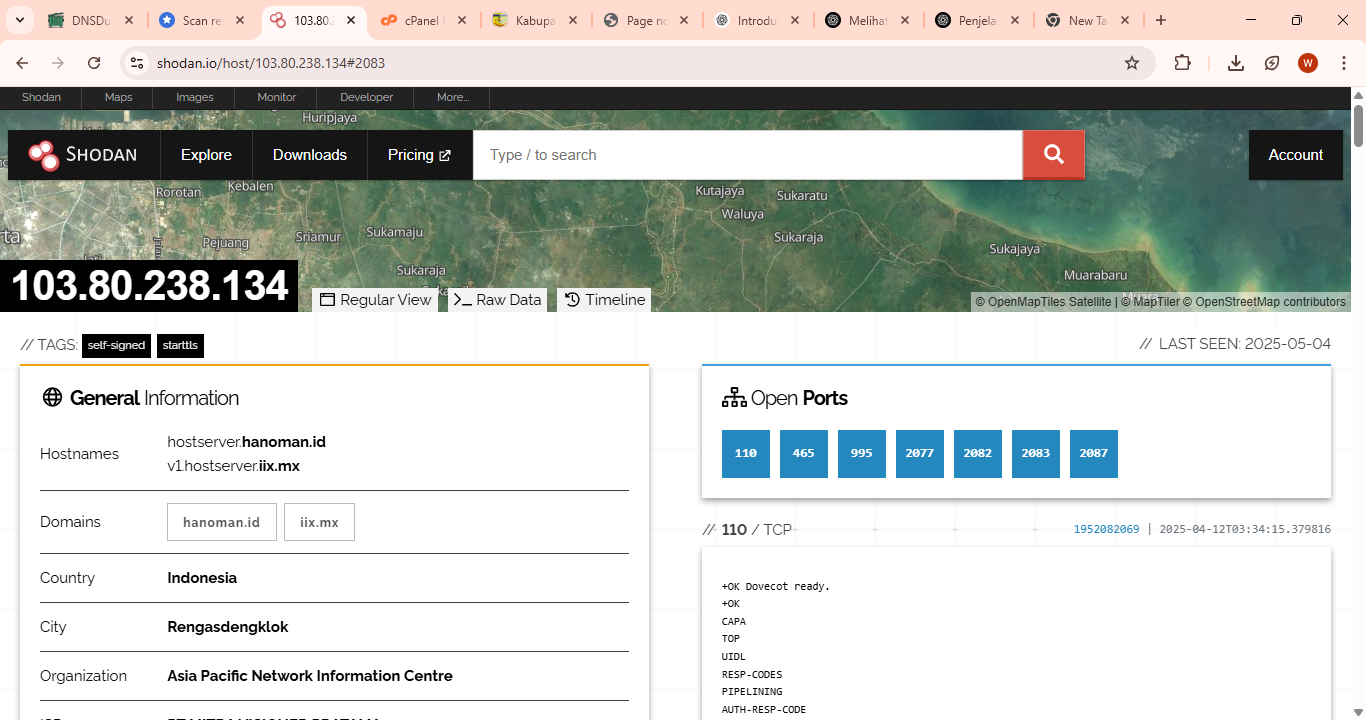 DNSDu
Scan re
103.80.
cPanel L
Kabupa
Page no
Introdu
Melihat
Penjela
New Ta
shodan.io/host/103.80.238.134#2083
W
Shodan
Maps
Images
Monitor
Developer
More...
Huripjaya
SHODAN
Explore
Downloads
Pricing
Type / to search
Account
Rorotan
Kebalen
Kutajaya
Sukaratu
Waluya
Pejuang
Sriamur
Sukamaju
Sukaraja
Sukajaya
Sukaraja
Muarabaru
103.80.238.134
Regular View
Raw Data
Timeline
© OpenMapTiles Satellite | © MapTiler © OpenStreetMap contributors
// TAGS: self-signed starttls
// LAST SEEN: 2025-05-04
General Information
Hostnames
hostserver.hanoman.id
v1.hostserver.iix.mx
Domains
hanoman.id
iix.mx
Country
Indonesia
City
Rengasdengklok
Organization
Asia Pacific Network Information Centre
Open Ports
110
465
995
2077
2082
2083
2087
// 110 / TCP
1952082069 | 2025-04-12T03:34:15.379816
+OK Dovecot ready.
+OK
CAPA
TOP
UIDL
RESP-CODES
PIPELINING
AUTH-RESP-CODE